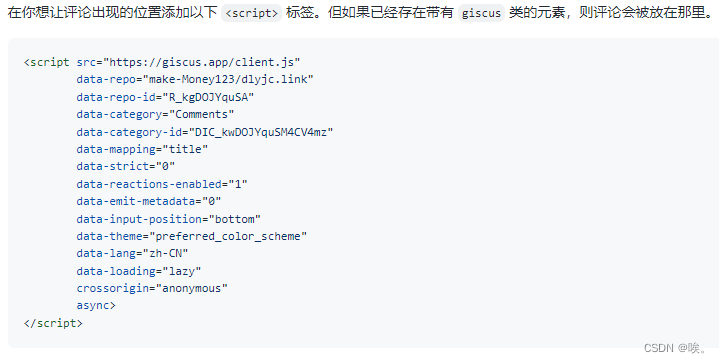 在你想让评论出现的位置添加以下 <script> 标签。但如果已经存在带有 giscus 类的元素，则评论会被放在那里。
<script src="https://giscus.app/client.js"
data-repo="make-Money123/dlyjc.link"
data-repo-id="R_kgDOJYquSA"
data-category="Comments"
data-category-id="DIC_kwDOJYquSM4CV4mz"
data-mapping="title"
data-strict="0"
data-reactions-enabled="1"
data-emit-metadata="0"
data-input-position="bottom"
data-theme="preferred_color_scheme"
data-lang="zh-CN"
data-loading="lazy"
crossorigin="anonymous"
async>
</script>
CSDN @唉。